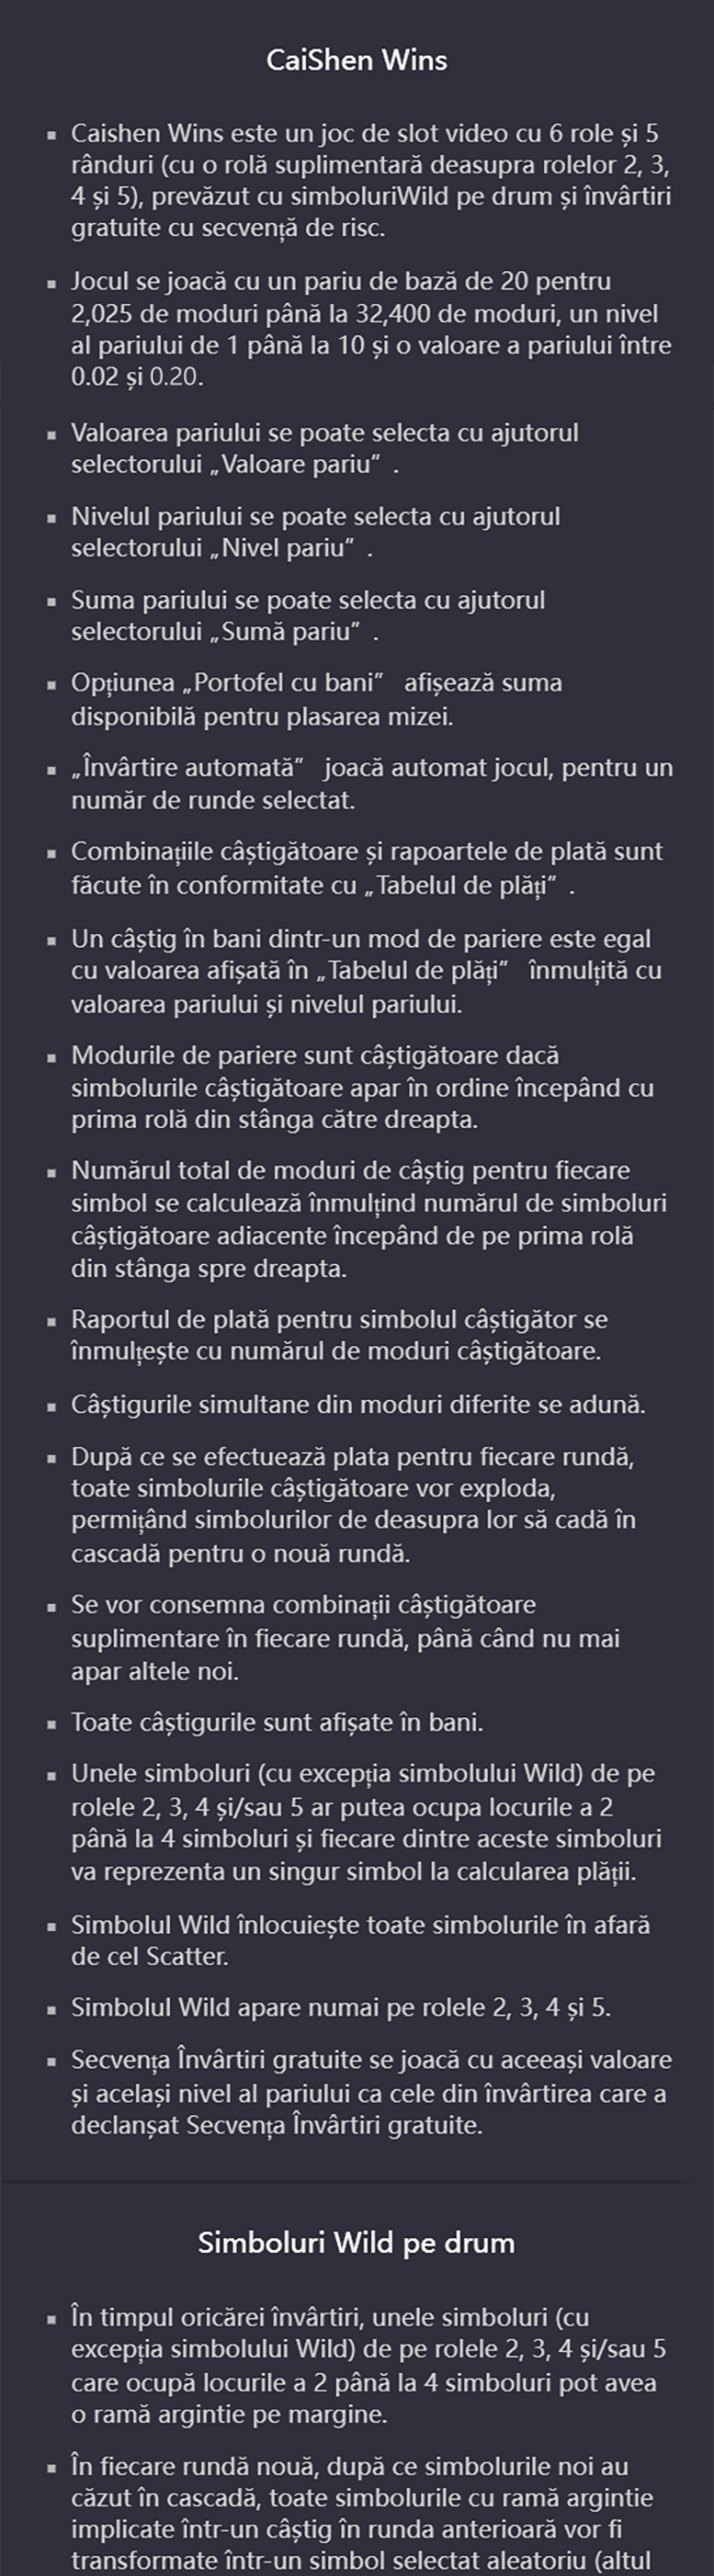 CaiShen Wins
▪ Caishen Wins este un joc de slot video cu 6 role și 5
rânduri (cu o rolă suplimentară deasupra rolelor 2, 3,
4 și 5), prevăzut cu simboluriWild pe drum și învârtiri
gratuite cu secvență de risc.
▪ Jocul se joacă cu un pariu de bază de 20 pentru
2,025 de moduri până la 32,400 de moduri, un nivel
al pariului de 1 până la 10 și o valoare a pariului între
0.02 și 0.20.
▪ Valoarea pariului se poate selecta cu ajutorul
selectorului „Valoare pariu” .
▪ Nivelul pariului se poate selecta cu ajutorul
selectorului „Nivel pariu” .
▪ Suma pariului se poate selecta cu ajutorul
selectorului „Sumă pariu” .
▪ Opțiunea „Portofel cu bani” afișează suma
disponibilă pentru plasarea mizei.
▪ „Învârtire automată” joacă automat jocul, pentru un
număr de runde selectat.
▪ Combinațiile câștigătoare și rapoartele de plată sunt
făcute în conformitate cu „Tabelul de plăți” .
▪ Un câștig în bani dintr-un mod de pariere este egal
cu valoarea afișată în „Tabelul de plăți” înmulțită cu
valoarea pariului și nivelul pariului.
▪ Modurile de pariere sunt câștigătoare dacă
simbolurile câștigătoare apar în ordine începând cu
prima rolă din stânga către dreapta.
▪ Numărul total de moduri de câștig pentru fiecare
simbol se calculează înmulțind numărul de simboluri
câștigătoare adiacente începând de pe prima rolă
din stânga spre dreapta.
▪ Raportul de plată pentru simbolul câștigător se
înmulțește cu numărul de moduri câștigătoare.
▪ Câștigurile simultane din moduri diferite se adună.
▪ După ce se efectuează plata pentru fiecare rundă,
toate simbolurile câștigătoare vor exploda,
permițând simbolurilor de deasupra lor să cadă în
cascadă pentru o nouă rundă.
▪ Se vor consemna combinații câștigătoare
suplimentare în fiecare rundă, până când nu mai
apar altele noi.
▪ Toate câștigurile sunt afișate în bani.
▪ Unele simboluri (cu excepția simbolului Wild) de pe
rolele 2, 3, 4 și/sau 5 ar putea ocupa locurile a 2
până la 4 simboluri și fiecare dintre aceste simboluri
va reprezenta un singur simbol la calcularea plății.
▪ Simbolul Wild înlocuiește toate simbolurile în afară
de cel Scatter.
▪ Simbolul Wild apare numai pe rolele 2, 3, 4 și 5.
▪ Secvența Învârtiri gratuite se joacă cu aceeași valoare
și același nivel al pariului ca cele din învârtirea care a
declanșat Secvența Învârtiri gratuite.
Simboluri Wild pe drum
▪ În timpul oricărei învârtiri, unele simboluri (cu
excepția simbolului Wild) de pe rolele 2, 3, 4 și/sau 5
care ocupă locurile a 2 până la 4 simboluri pot avea
o ramă argintie pe margine.
▪ În fiecare rundă nouă, după ce simbolurile noi au
căzut în cascadă, toate simbolurile cu ramă argintie
implicate într-un câștig în runda anterioară vor fi
transformate într-un simbol selectat aleatoriu (altul